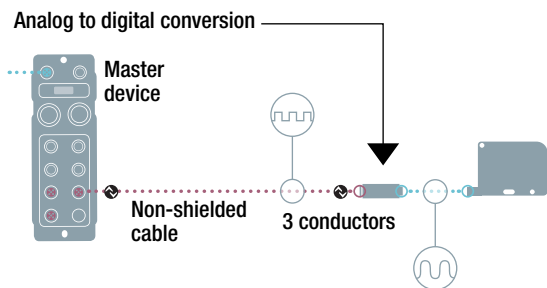 Analog to digital conversion
Master
device
Non-shielded
cable
3 conductors